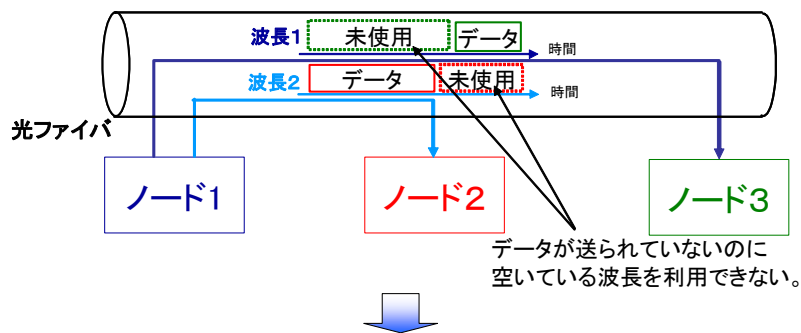 波長1 未使用 データ 時間
波長2 データ 未使用 時間
光ファイバ
ノード1 ノード2 ノード3
データが送られていないのに
空いている波長を利用できない。